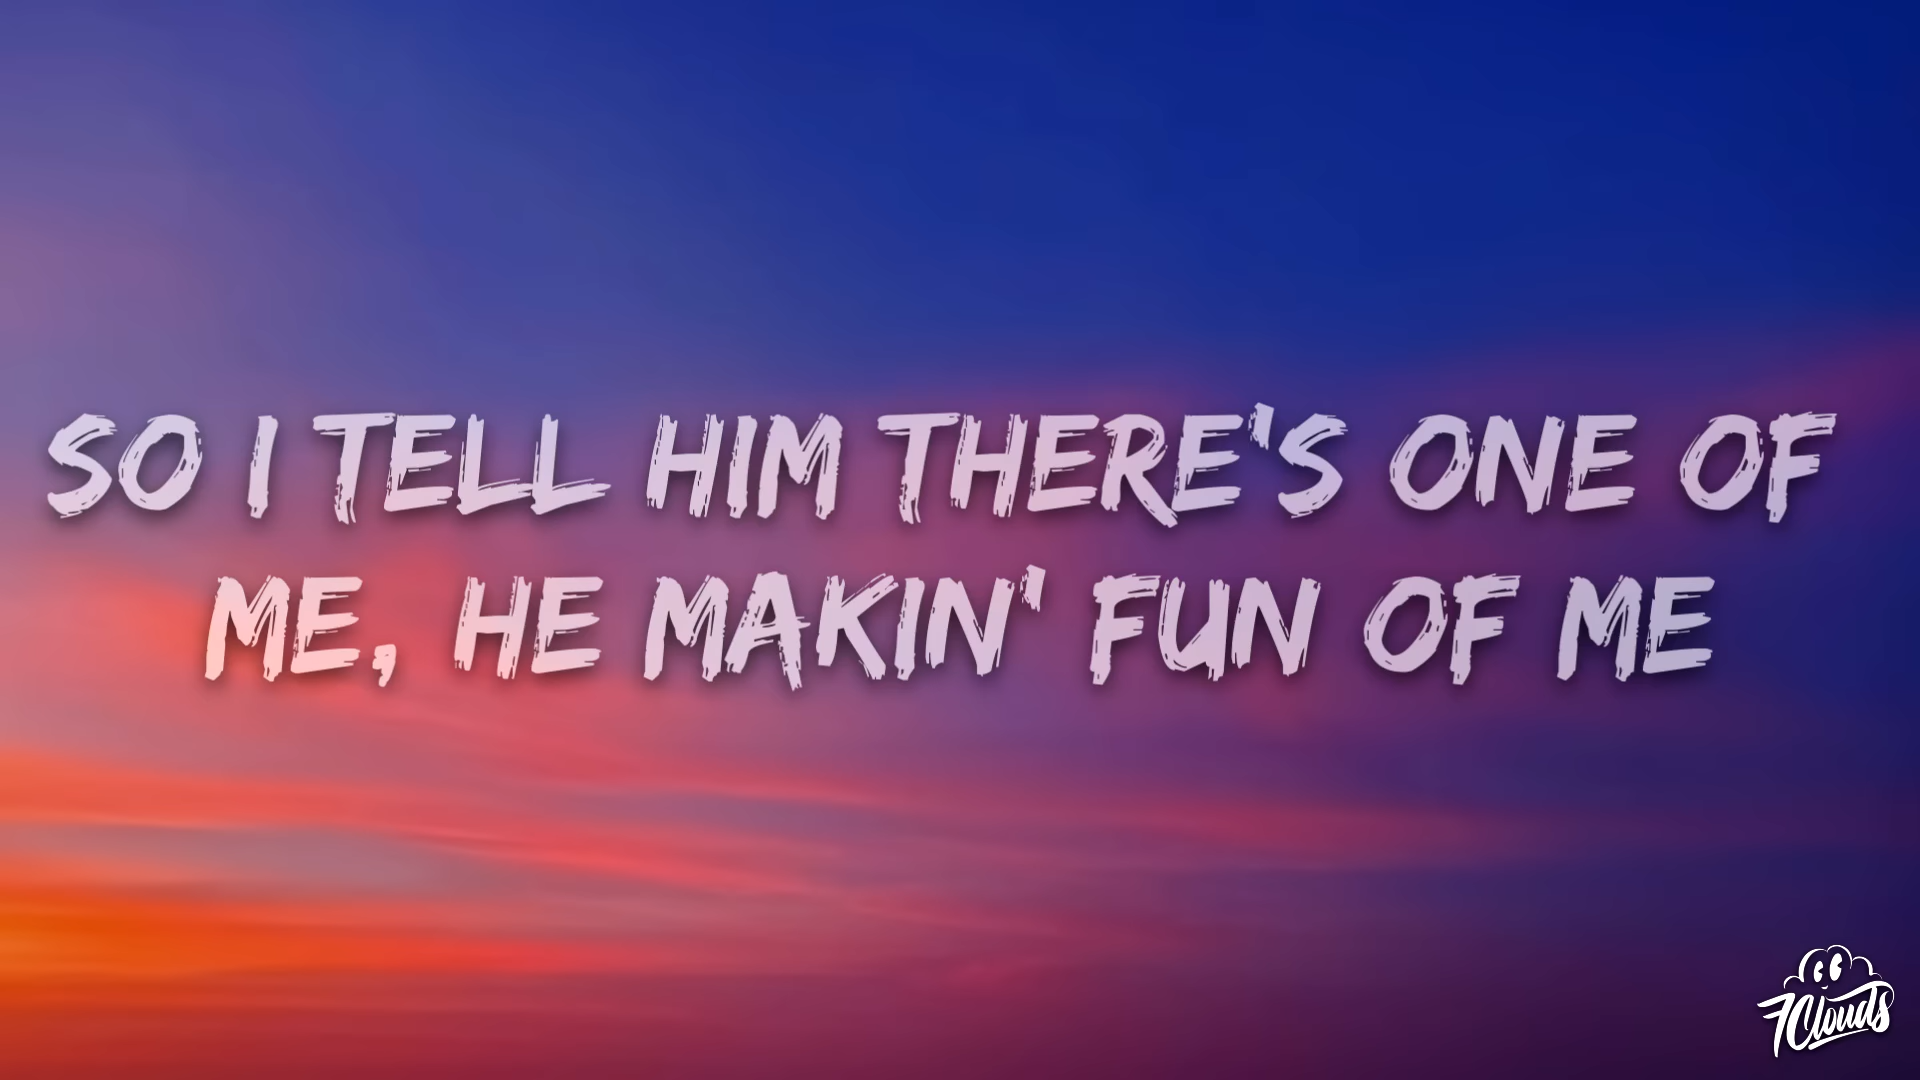 SO I TELL HIM THERE'S ONE OF
ME, HE MAKIN' FUN OF ME
7Clouds